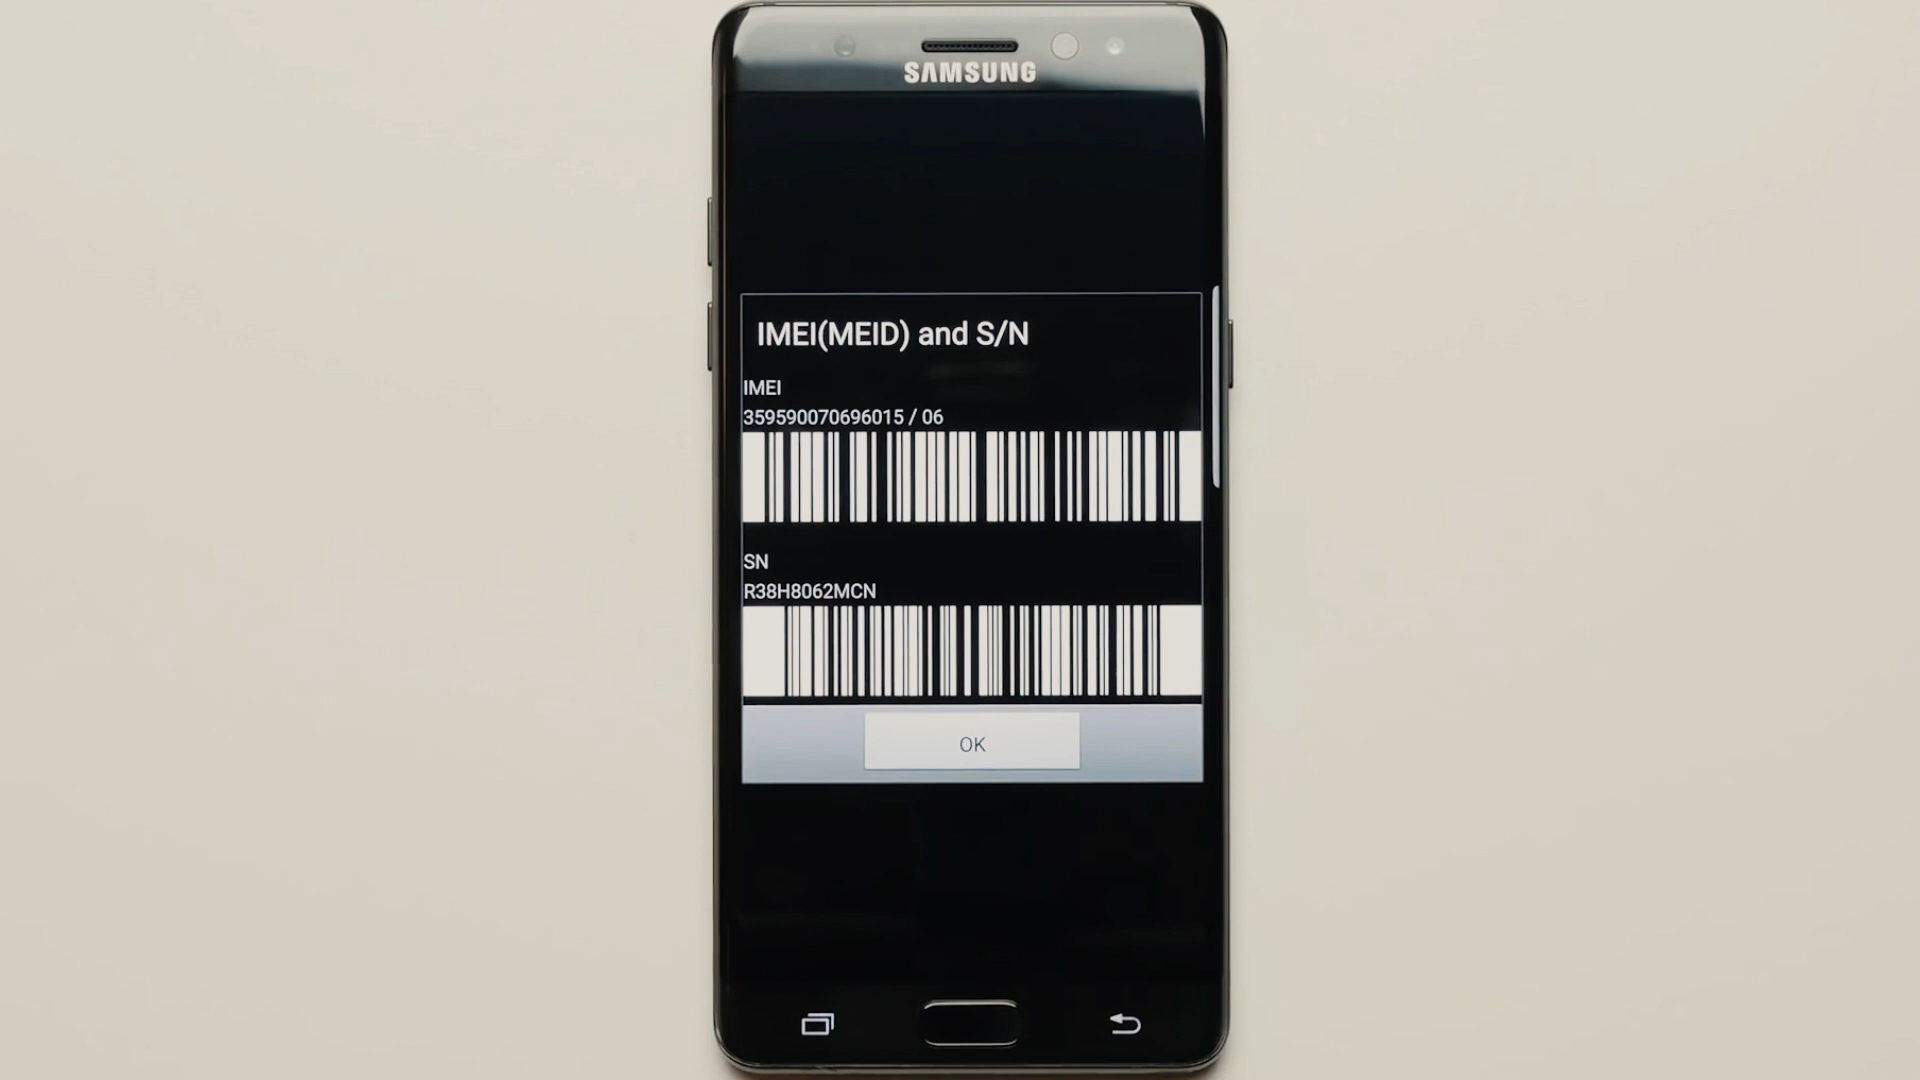 SAMSUNG
IMEI(MEID) and S/N
IMEI
359590070696015 / 06
SN
R38H8062MCN
OK